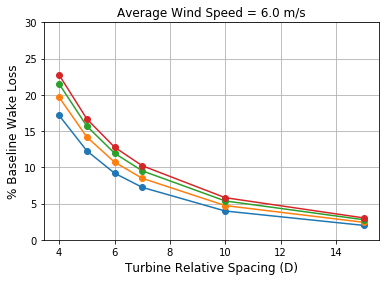 Average Wind Speed = 6.0 m/s
% Baseline Wake Loss
30
25
20
15
10
5
0
4 6 8 10 12 14
Turbine Relative Spacing (D)